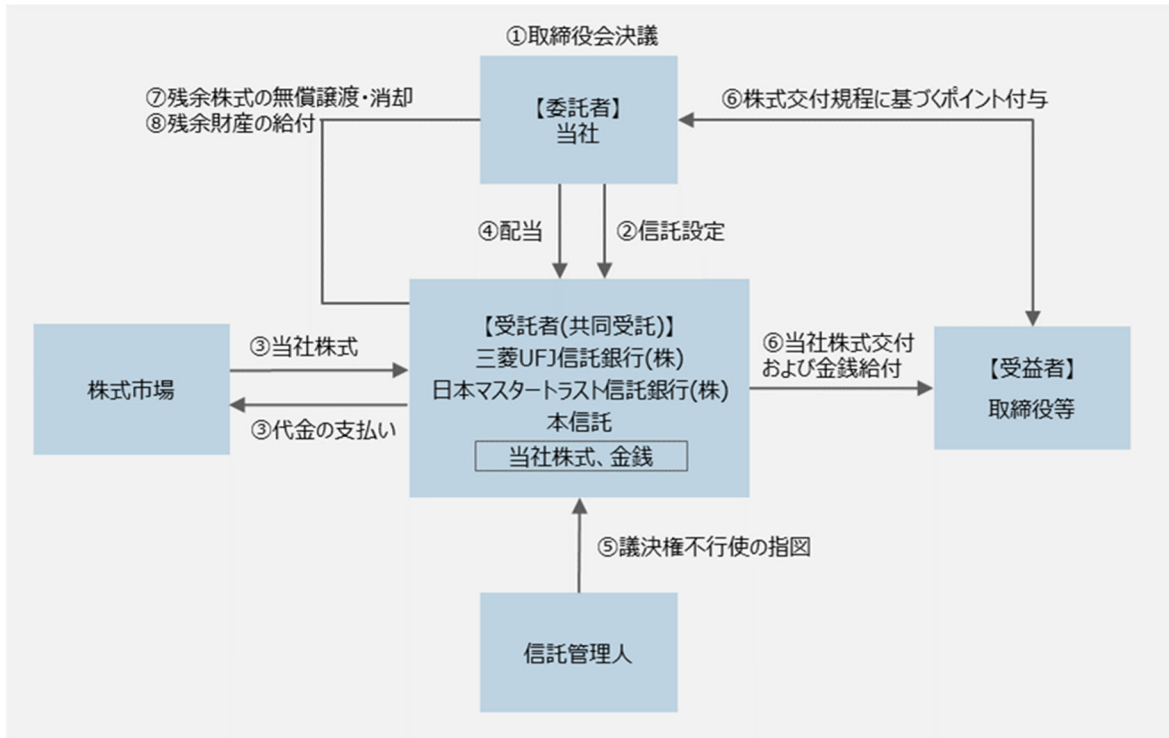 ①取締役会決議
⑦残余株式の無償譲渡・消却
⑧残余財産の給付
【委託者】
当社
⑥株式交付規程に基づくポイント付与
④配当
②信託設定
【受託者(共同受託)】
三菱UFJ信託銀行(株)
日本マスタートラスト信託銀行(株)
本信託
当社株式、金銭
株式市場
③当社株式
③代金の支払い
⑥当社株式交付
および金銭給付
【受益者】
取締役等
⑤議決権不行使の指図
信託管理人